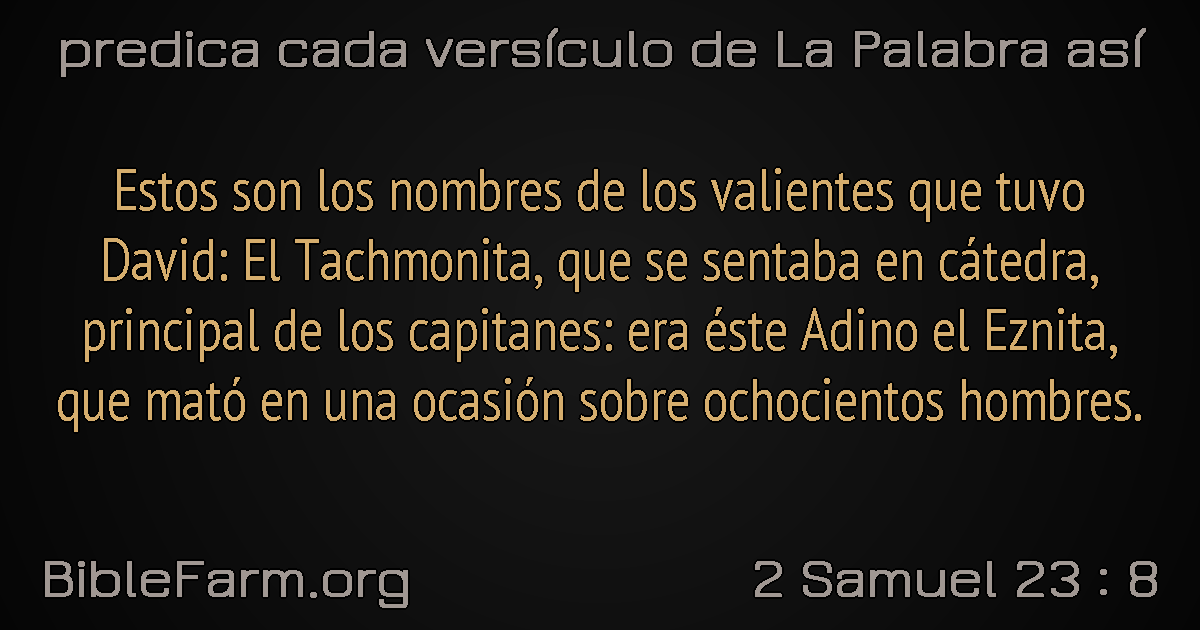 predica cada versículo de La Palabra así
Estos son los nombres de los valientes que tuvo
David: El Tachmonita, que se sentaba en cátedra,
principal de los capitanes: era éste Adino el Eznita,
que mató en una ocasión sobre ochocientos hombres.
BibleFarm.org
2 Samuel 23 : 8